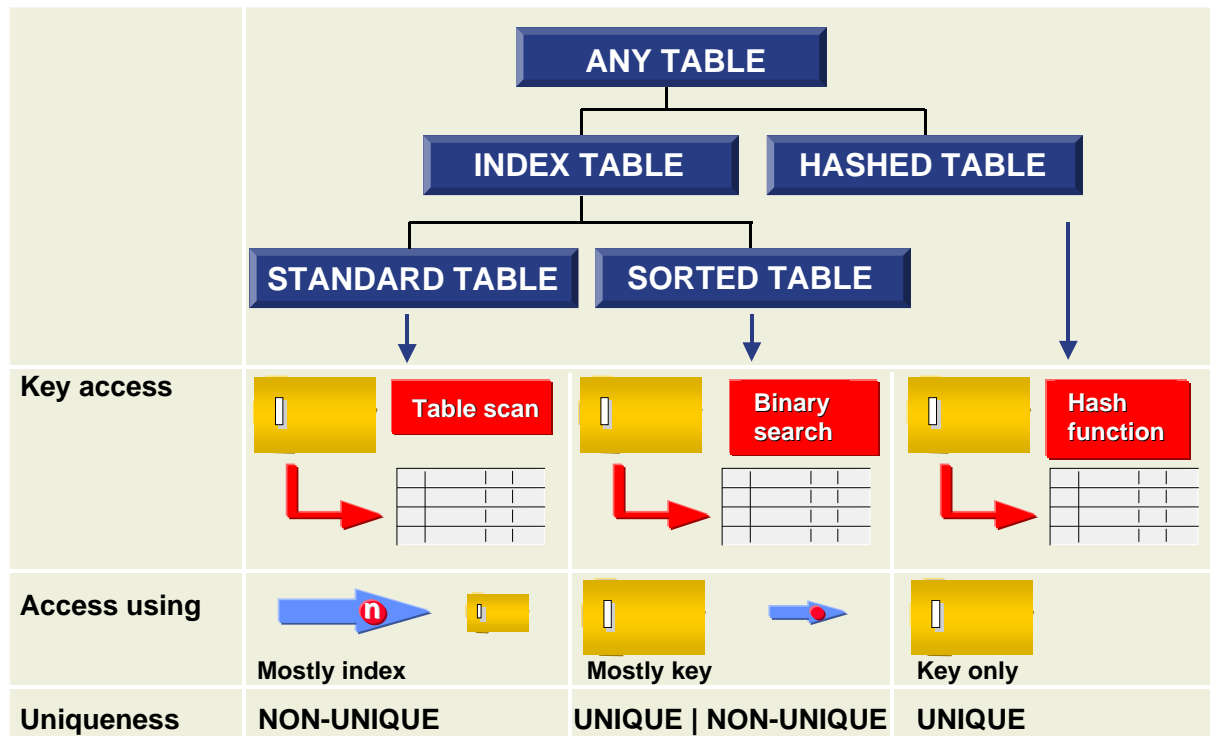 ANY TABLE
INDEX TABLE
HASHED TABLE
STANDARD TABLE
SORTED TABLE
Key access
Table scan
Binary
search
Hash
function
Access using
n
Mostly index
Mostly key
Key only
Uniqueness
NON-UNIQUE
UNIQUE | NON-UNIQUE
UNIQUE